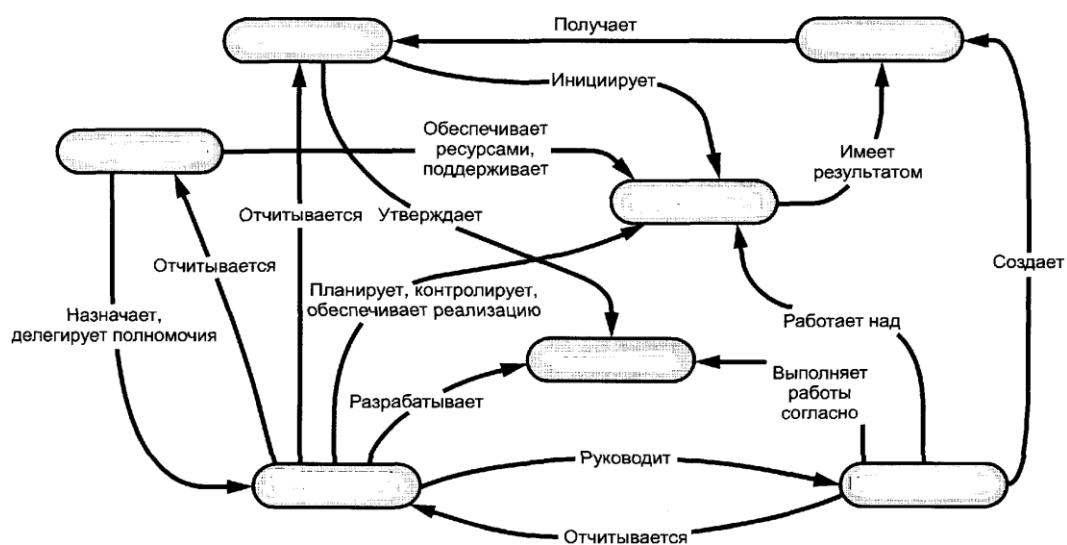 Получает
Инициирует
Обеспечивает
ресурсами,
поддерживает
Имеет
результатом
Отчитывается
Утверждает
Отчитывается
Создает
Планирует, контролирует,
обеспечивает реализацию
Назначает,
делегирует полномочия
Работает над
Выполняет
работы
согласно
Разрабатывает
Руководит
Отчитывается